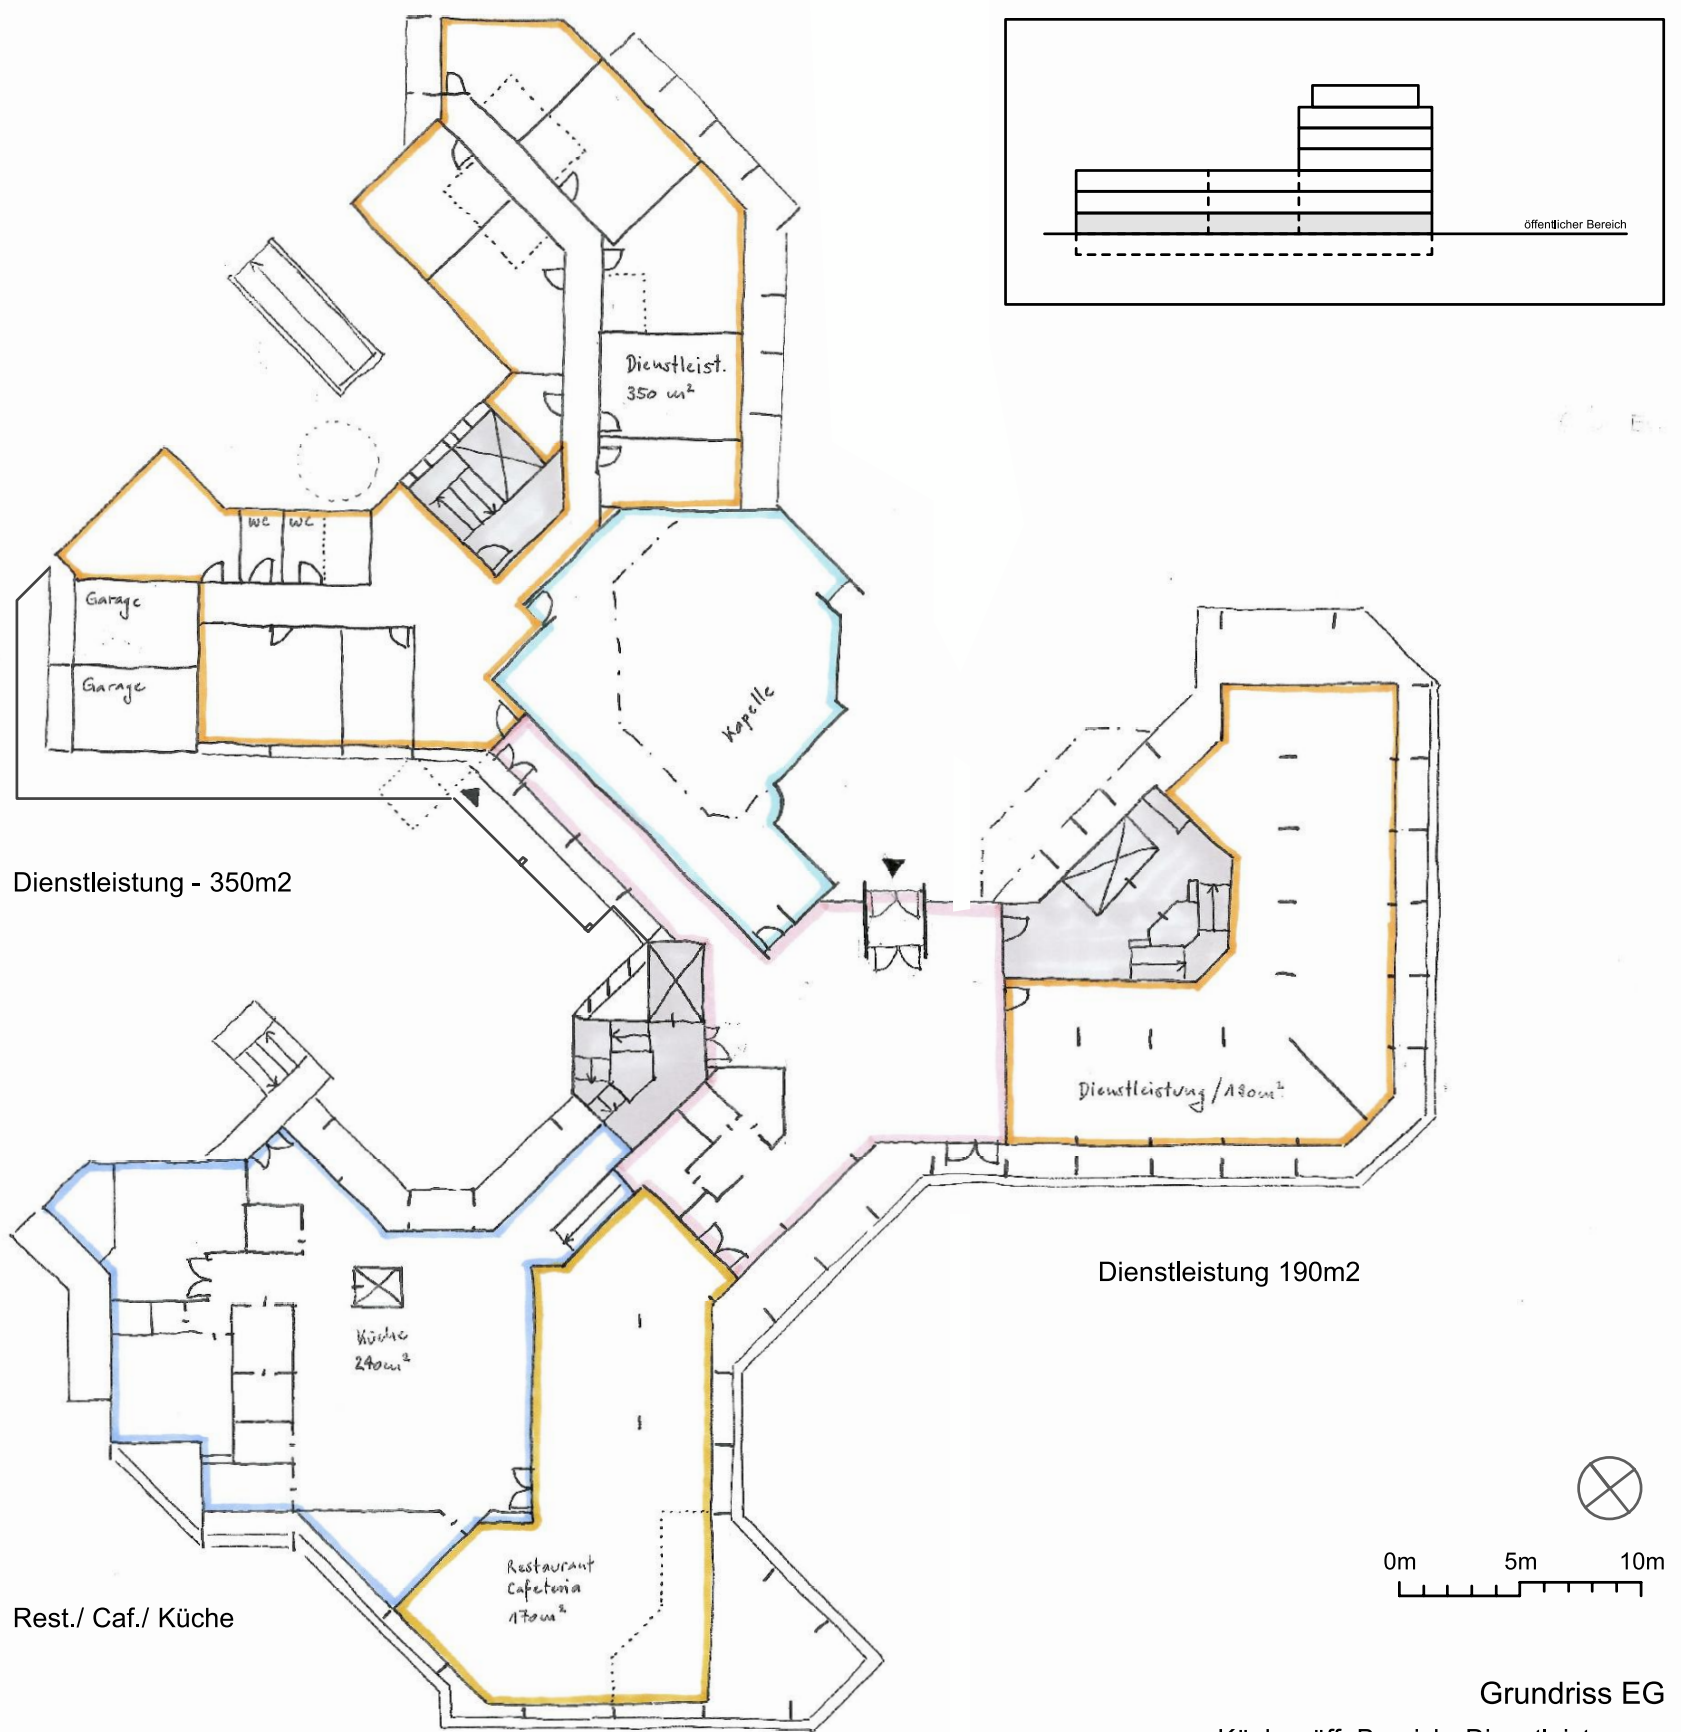 öffentlicher Bereich
Dienstleist.
350 m²
WC WC
Garage
Garage
Kapelle
Dienstleistung - 350m2
Dienstleistung / 190m²
Dienstleistung 190m2
Küche
240m²
Restaurant
Cafeteria
170m²
Rest./ Caf./ Küche
0m 5m 10m
Grundriss EG